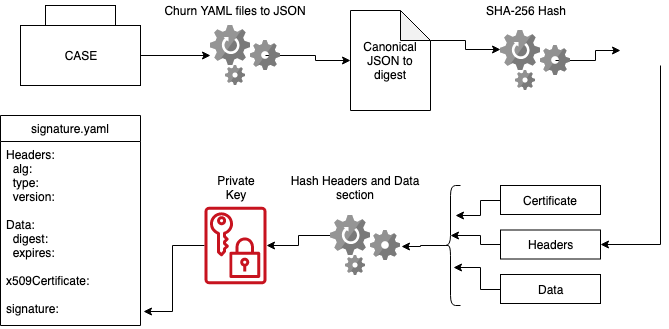 Churn YAML files to JSON
SHA-256 Hash
CASE
Canonical
JSON to
digest
signature.yaml
Headers:
alg:
type:
version:
Data:
digest:
expires:
x509Certificate:
signature:
Private
Key
Hash Headers and Data
section
Certificate
Headers
Data